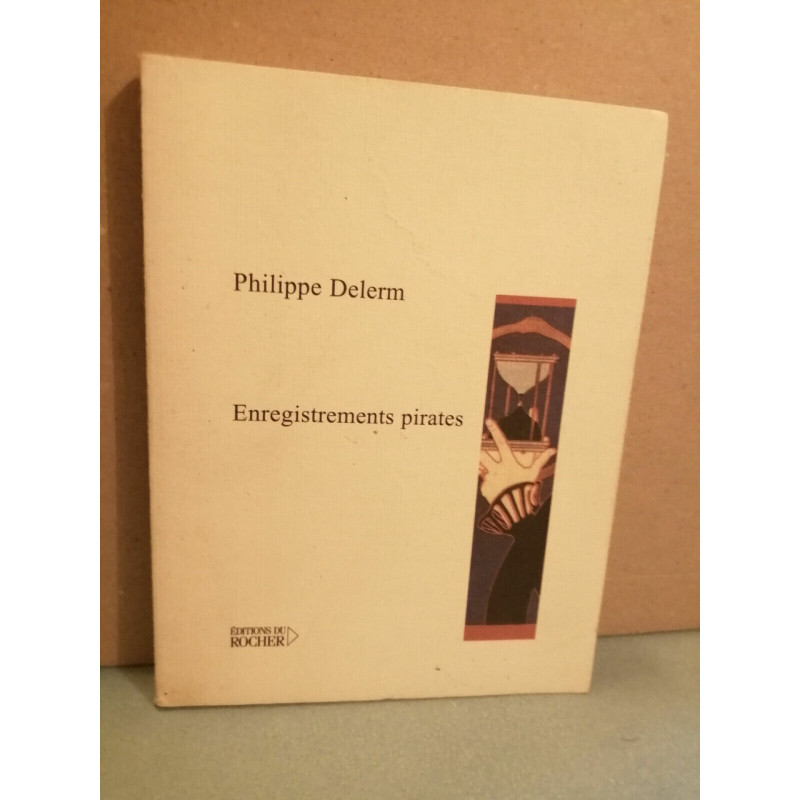 Philippe Delerm
Enregistrements pirates
ÉDITIONS DU
ROCHER